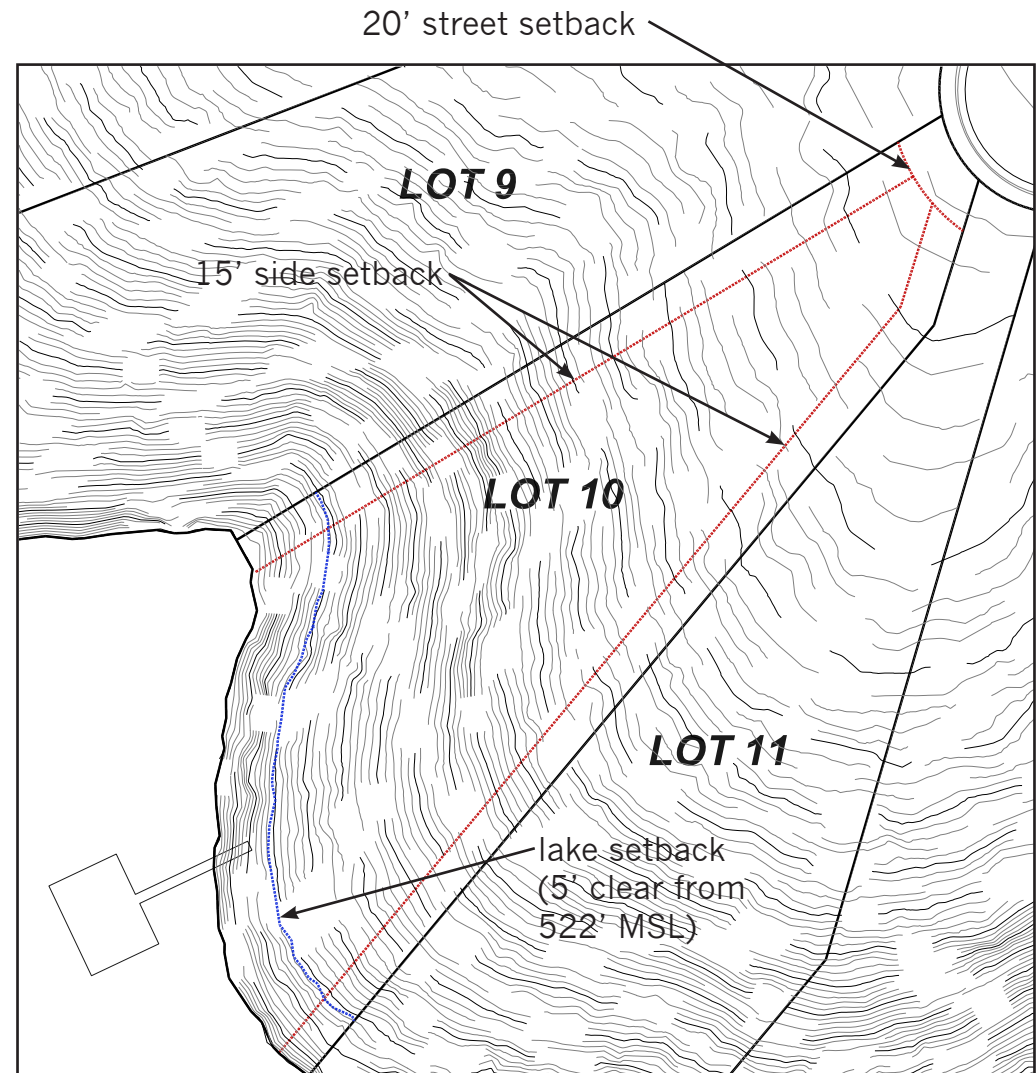 20’ street setback
LOT 9
15’ side setback
LOT 10
LOT 11
lake setback
(5’ clear from
522’ MSL)